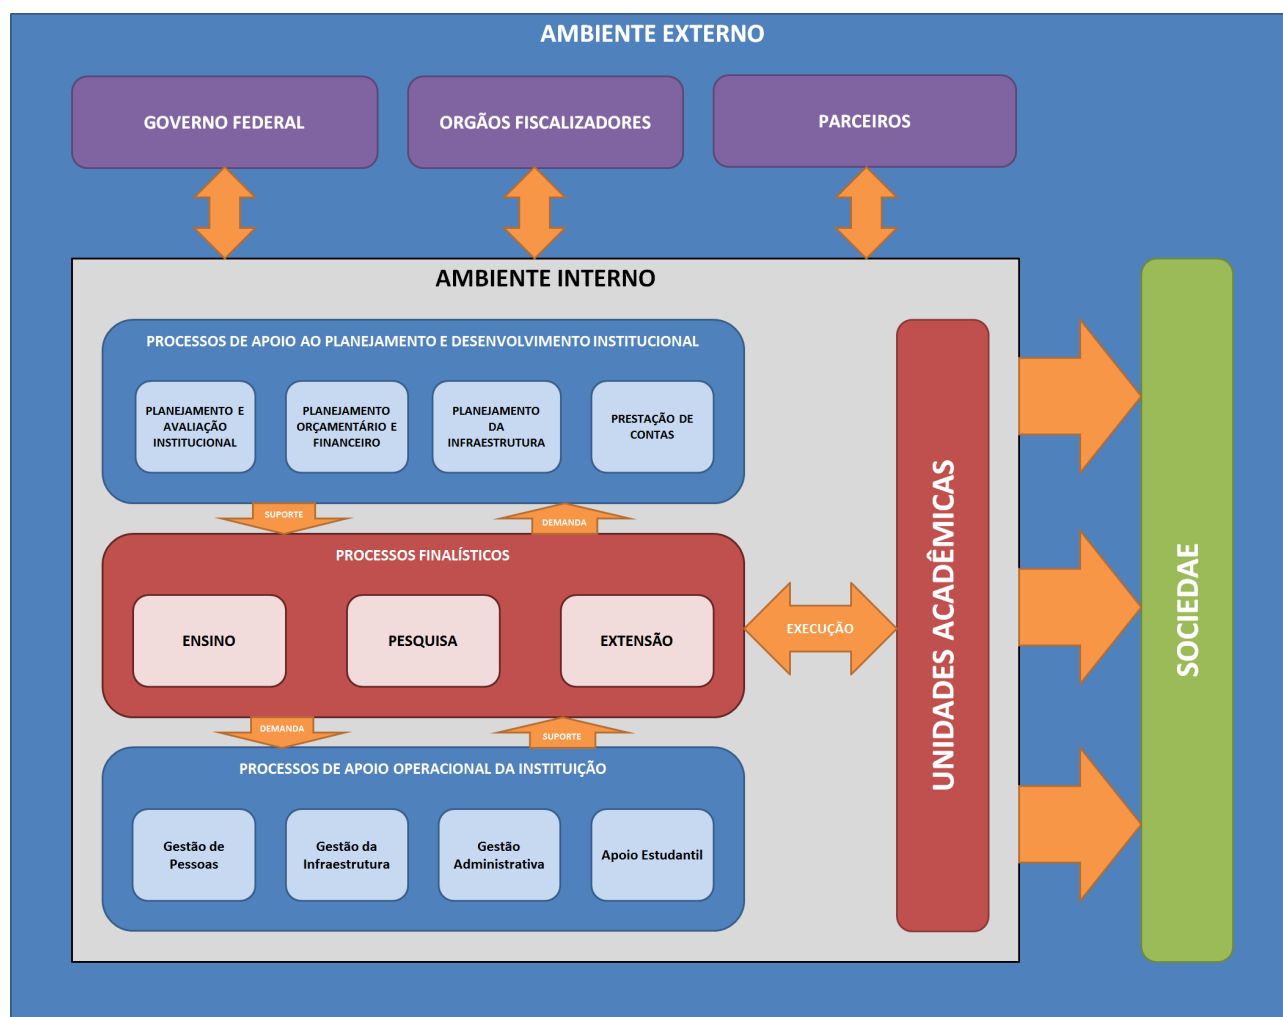 AMBIENTE EXTERNO
GOVERNO FEDERAL
ORGÃOS FISCALIZADORES
PARCEIROS
AMBIENTE INTERNO
PROCESSOS DE APOIO AO PLANEJAMENTO E DESENVOLVIMENTO INSTITUCIONAL
PLANEJAMENTO E
AVALIAÇÃO
INSTITUCIONAL
PLANEJAMENTO
ORÇAMENTÁRIO E
FINANCEIRO
PLANEJAMENTO
DA
INFRAESTRUTURA
PRESTAÇÃO DE
CONTAS
SUPORTE
DEMANDA
PROCESSOS FINALÍSTICOS
ENSINO
PESQUISA
EXTENSÃO
EXECUÇÃO
UNIDADES ACADÊMICAS
SOCIEDAE
DEMANDA
SUPORTE
PROCESSOS DE APOIO OPERACIONAL DA INSTITUIÇÃO
Gestão de
Pessoas
Gestão da
Infraestrutura
Gestão
Administrativa
Apoio Estudantil